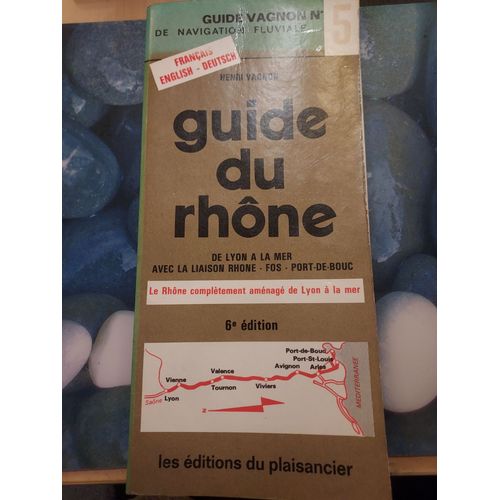 GUIDE VAGNON N°
5
DE NAVIGATION FLUVIALE
FRANÇAIS
ENGLISH - DEUTSCH
HENRI VAGNON
guide
du
rhône
DE LYON A LA MER
AVEC LA LIAISON RHONE - FOS - PORT-DE-BOUC
Le Rhône complètement aménagé de Lyon à la mer
6e édition
Port-de-Bouc
Port-St-Louis
Avignon
Arles
Valence
Vienne
Viviers
Tournon
Lyon
Saône
N
MEDITERRANEE
les éditions du plaisancier